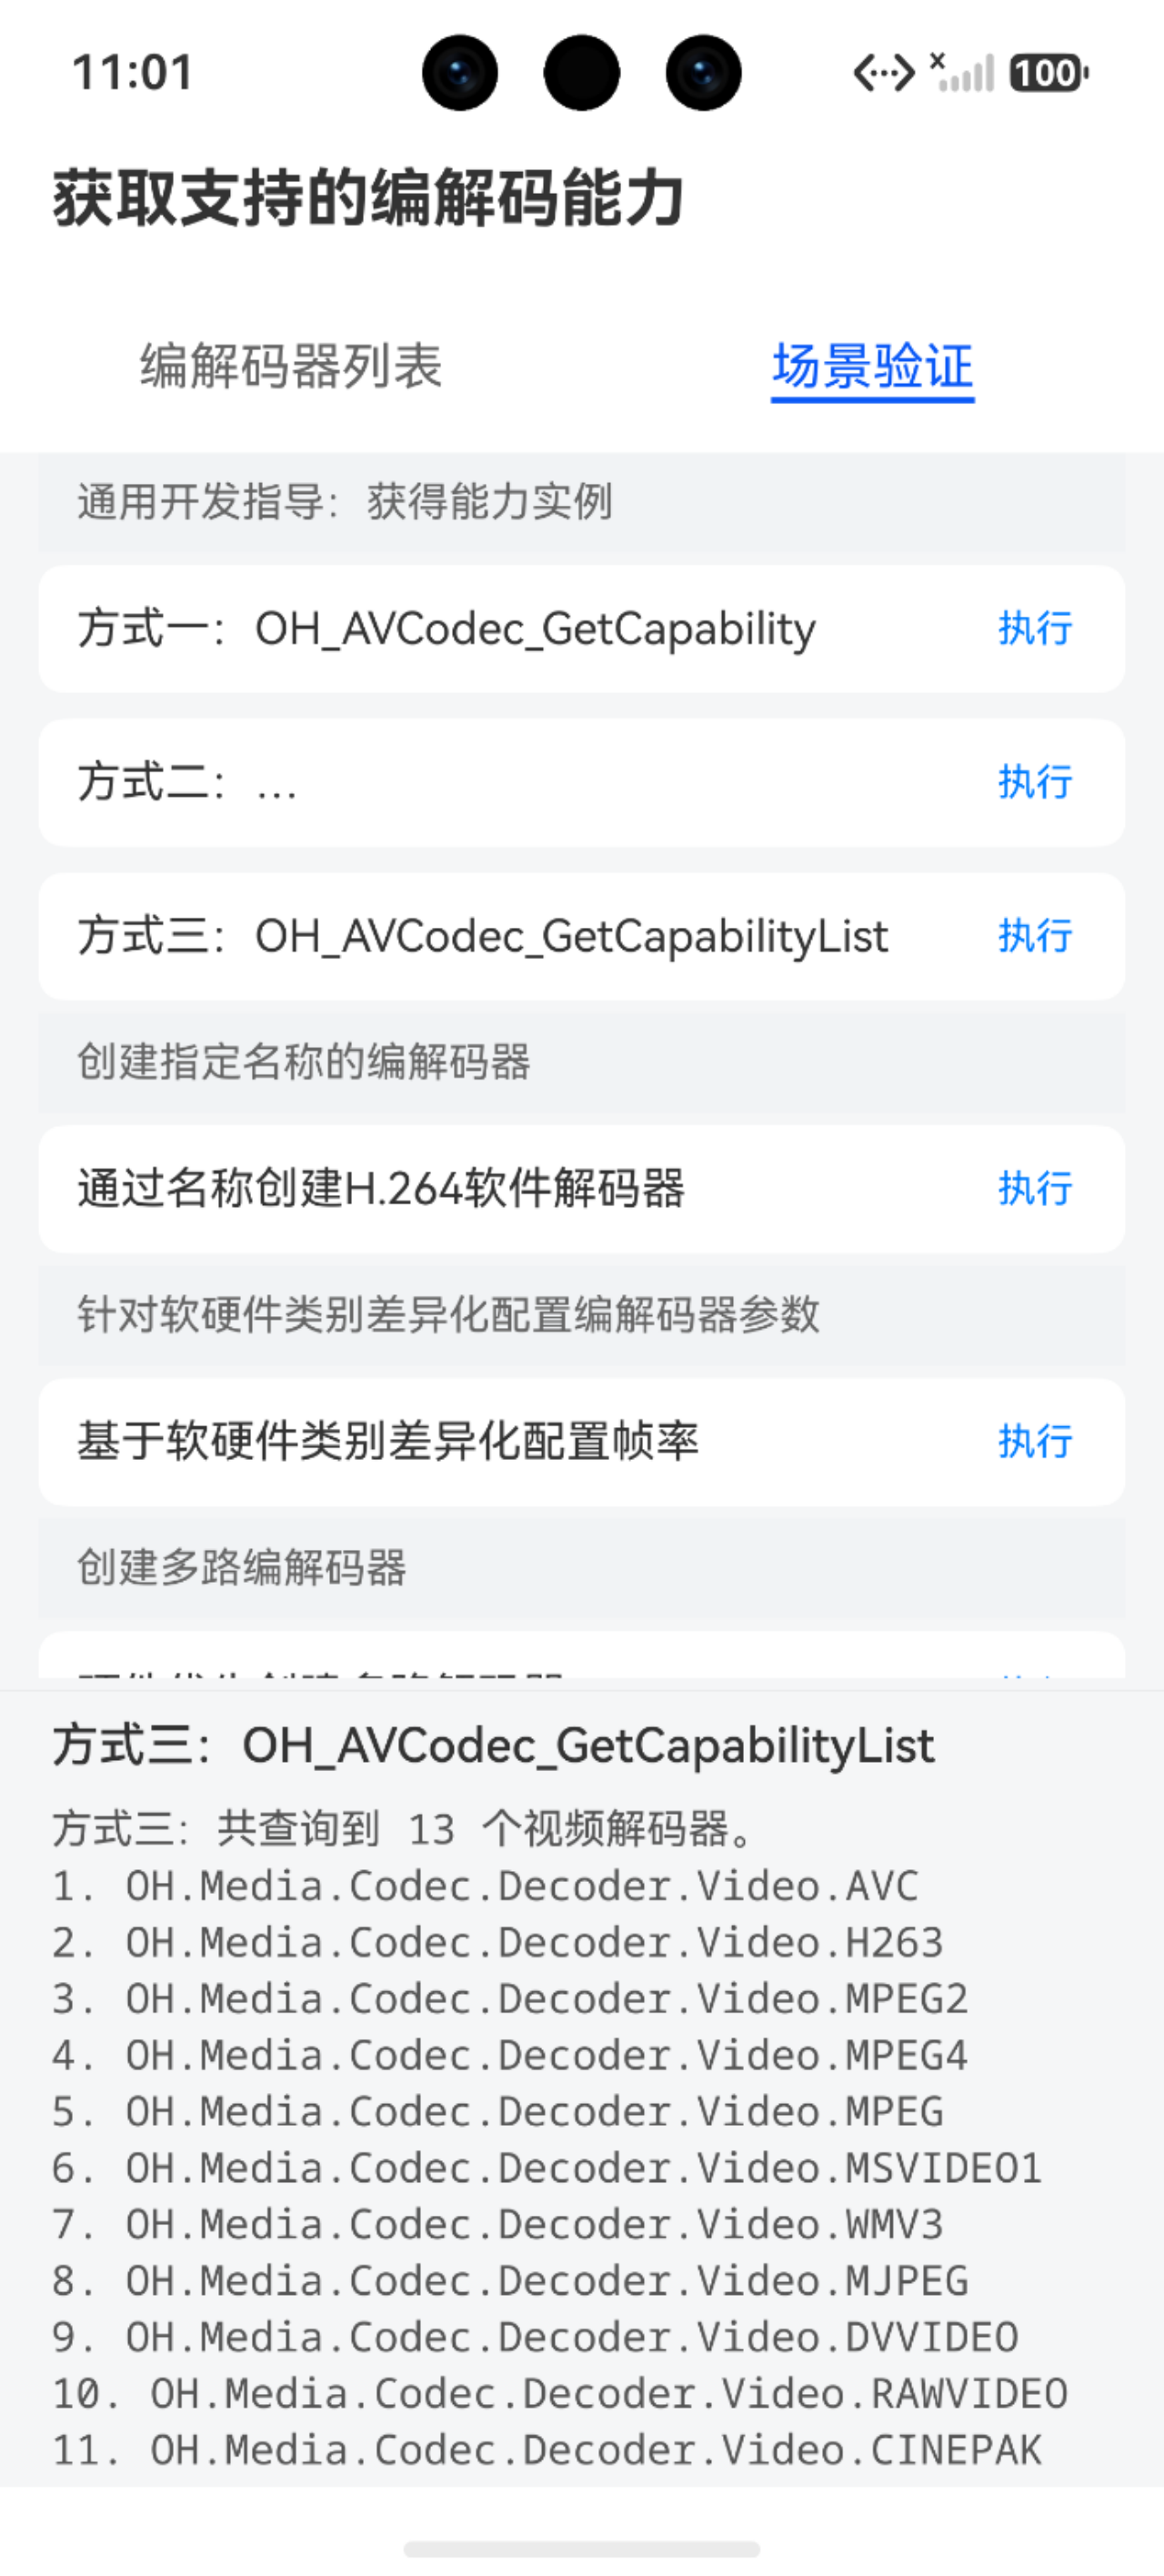 11:01
100
获取支持的编解码能力
编解码器列表
场景验证
通用开发指导：获得能力实例
方式一：OH_AVCodec_GetCapability 执行
方式二：... 执行
方式三：OH_AVCodec_GetCapabilityList 执行
创建指定名称的编解码器
通过名称创建H.264软件解码器 执行
针对软硬件类别差异化配置编解码器参数
基于软硬件类别差异化配置帧率 执行
创建多路编解码器
方式三：OH_AVCodec_GetCapabilityList
方式三：共查询到 13 个视频解码器。
1. OH.Media.Codec.Decoder.Video.AVC
2. OH.Media.Codec.Decoder.Video.H263
3. OH.Media.Codec.Decoder.Video.MPEG2
4. OH.Media.Codec.Decoder.Video.MPEG4
5. OH.Media.Codec.Decoder.Video.MPEG
6. OH.Media.Codec.Decoder.Video.MSVIDEO1
7. OH.Media.Codec.Decoder.Video.WMV3
8. OH.Media.Codec.Decoder.Video.MJPEG
9. OH.Media.Codec.Decoder.Video.DVVIDEO
10. OH.Media.Codec.Decoder.Video.RAWVIDEO
11. OH.Media.Codec.Decoder.Video.CINEPAK